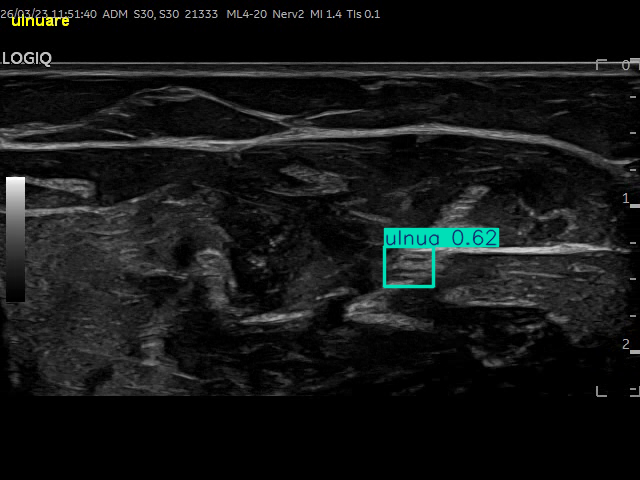 26/03/23 11:51:40 ADM S30, S30 21333 ML4-20 Nerv2 MI 1.4 TIs 0.1
ulnuare
LOGIQ
0
1
ulnua 0.62
2